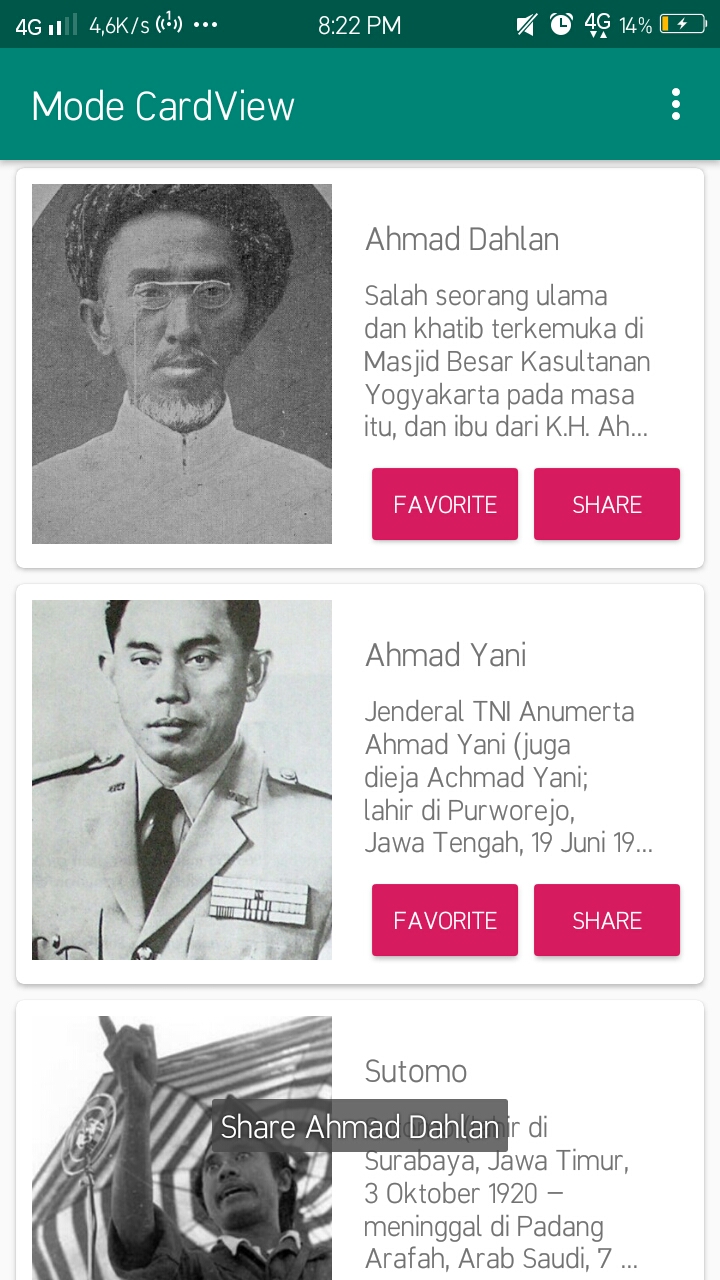 4G 4,6K/s 1 ••• 8:22 PM 4G 14%
Mode CardView
Ahmad Dahlan
Salah seorang ulama
dan khatib terkemuka di
Masjid Besar Kasultanan
Yogyakarta pada masa
itu, dan ibu dari K.H. Ah...
FAVORITE SHARE
Ahmad Yani
Jenderal TNI Anumerta
Ahmad Yani (juga
dieja Achmad Yani;
lahir di Purworejo,
Jawa Tengah, 19 Juni 19...
FAVORITE SHARE
Sutomo
Share Ahmad Dahlan
di
Surabaya, Jawa Timur,
3 Oktober 1920 –
meninggal di Padang
Arafah, Arab Saudi, 7 ...